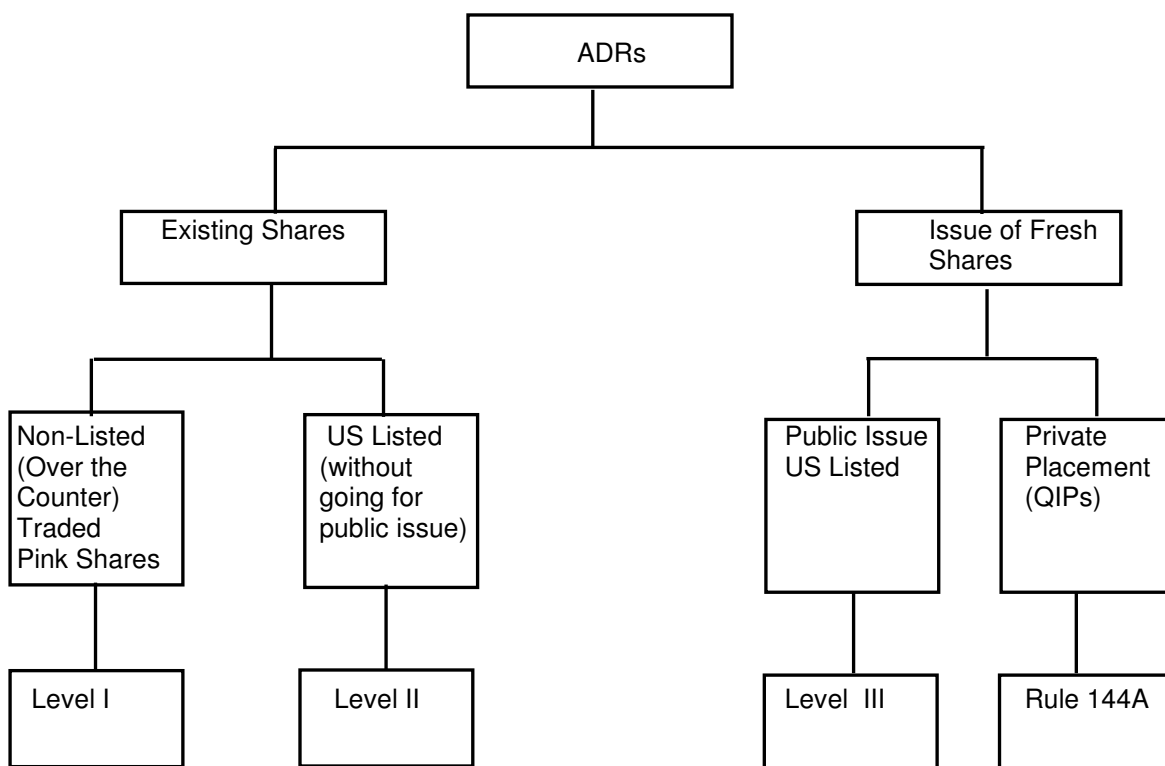 ADRs
Existing Shares
Issue of Fresh
Shares
Non-Listed
(Over the
Counter)
Traded
Pink Shares
US Listed
(without
going for
public issue)
Public Issue
US Listed
Private
Placement
(QIPs)
Level I
Level II
Level III
Rule 144A